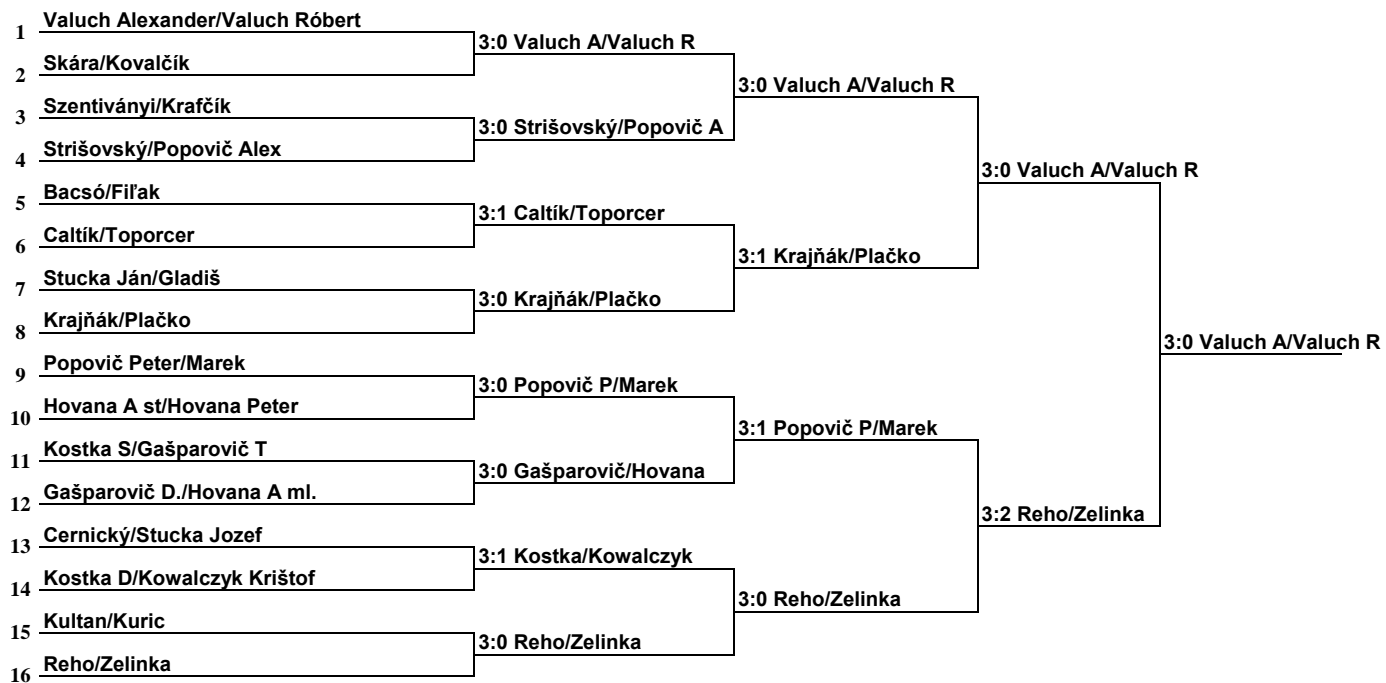 1 Valuch Alexander/Valuch Róbert
3:0 Valuch A/Valuch R
2 Skára/Kovalčík
3:0 Valuch A/Valuch R
3 Szentiványi/Krafčík
3:0 Strišovský/Popovič A
4 Strišovský/Popovič Alex
3:0 Valuch A/Valuch R
5 Bacsó/Fiľak
3:1 Caltík/Toporcer
6 Caltík/Toporcer
3:1 Krajňák/Plačko
7 Stucka Ján/Gladiš
3:0 Krajňák/Plačko
8 Krajňák/Plačko
3:0 Valuch A/Valuch R
9 Popovič Peter/Marek
3:0 Popovič P/Marek
10 Hovana A st/Hovana Peter
3:1 Popovič P/Marek
11 Kostka S/Gašparovič T
3:0 Gašparovič/Hovana
12 Gašparovič D./Hovana A ml.
3:2 Reho/Zelinka
13 Cernický/Stucka Jozef
3:1 Kostka/Kowalczyk
14 Kostka D/Kowalczyk Krištof
3:0 Reho/Zelinka
15 Kultan/Kuric
3:0 Reho/Zelinka
16 Reho/Zelinka